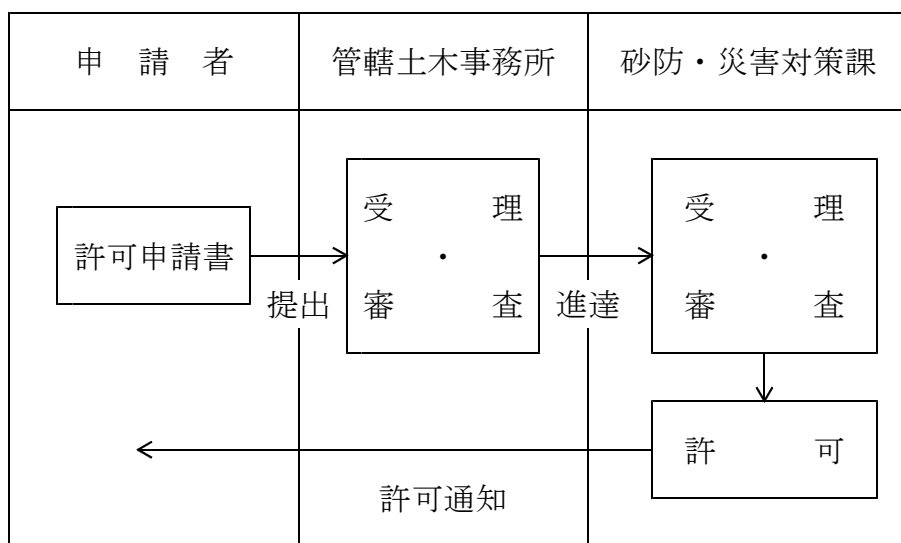 申 請 者
管轄土木事務所
砂防・災害対策課
許可申請書
提出
受 理
・
審 査
進達
受 理
・
審 査
許 可
許可通知